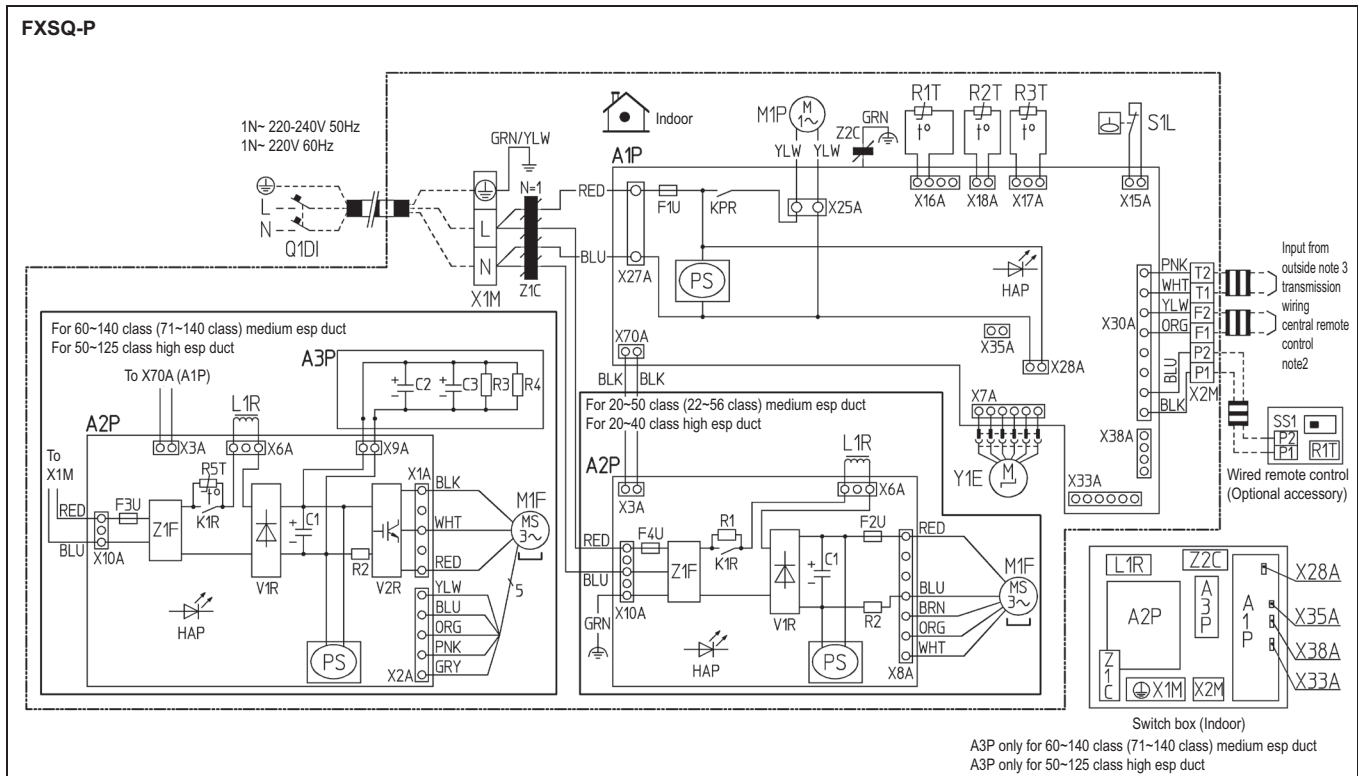 FXSQ-P
1N~ 220-240V 50Hz
1N~ 220V 60Hz
L
N
Q1DI
GRN/YLW
L
N
X1M
N=1
Z1C
RED
BLU
Indoor
A1P
X27A
F1U
KPR
PS
M1P
M
1~
YLW
YLW
X25A
Z2C
GRN
R1T
R2T
R3T
t°
t°
t°
X16A
X18A
X17A
S1L
X15A
HAP
X35A
X28A
X70A
BLK
BLK
X7A
Y1E
M
X30A
X38A
X33A
PNK
WHT
YLW
ORG
BLU
BLK
T2
T1
F2
F1
P2
P1
X2M
Input from
outside note 3
transmission
wiring
central remote
control
note2
SS1
P2
P1
R1T
Wired remote control
(Optional accessory)
For 60~140 class (71~140 class) medium esp duct
For 50~125 class high esp duct
To X70A (A1P)
A3P
C2
C3
R3
R4
L1R
A2P
X3A
X6A
X9A
To
X1M
RED
BLU
X10A
F3U
Z1F
R5T
t°
K1R
V1R
C1
R2
V2R
HAP
PS
X1A
BLK
WHT
RED
M1F
MS
3~
5
YLW
BLU
ORG
PNK
GRY
X2A
For 20~50 class (22~56 class) medium esp duct
For 20~40 class high esp duct
L1R
A2P
X3A
X6A
RED
BLU
GRN
X10A
F4U
Z1F
R1
K1R
V1R
C1
F2U
R2
HAP
PS
RED
BLU
BRN
ORG
WHT
X8A
M1F
MS
3~
L1R
Z2C
A2P
A3P
A1P
Z1C
X1M
X2M
X28A
X35A
X38A
X33A
Switch box (Indoor)
A3P only for 60~140 class (71~140 class) medium esp duct
A3P only for 50~125 class high esp duct